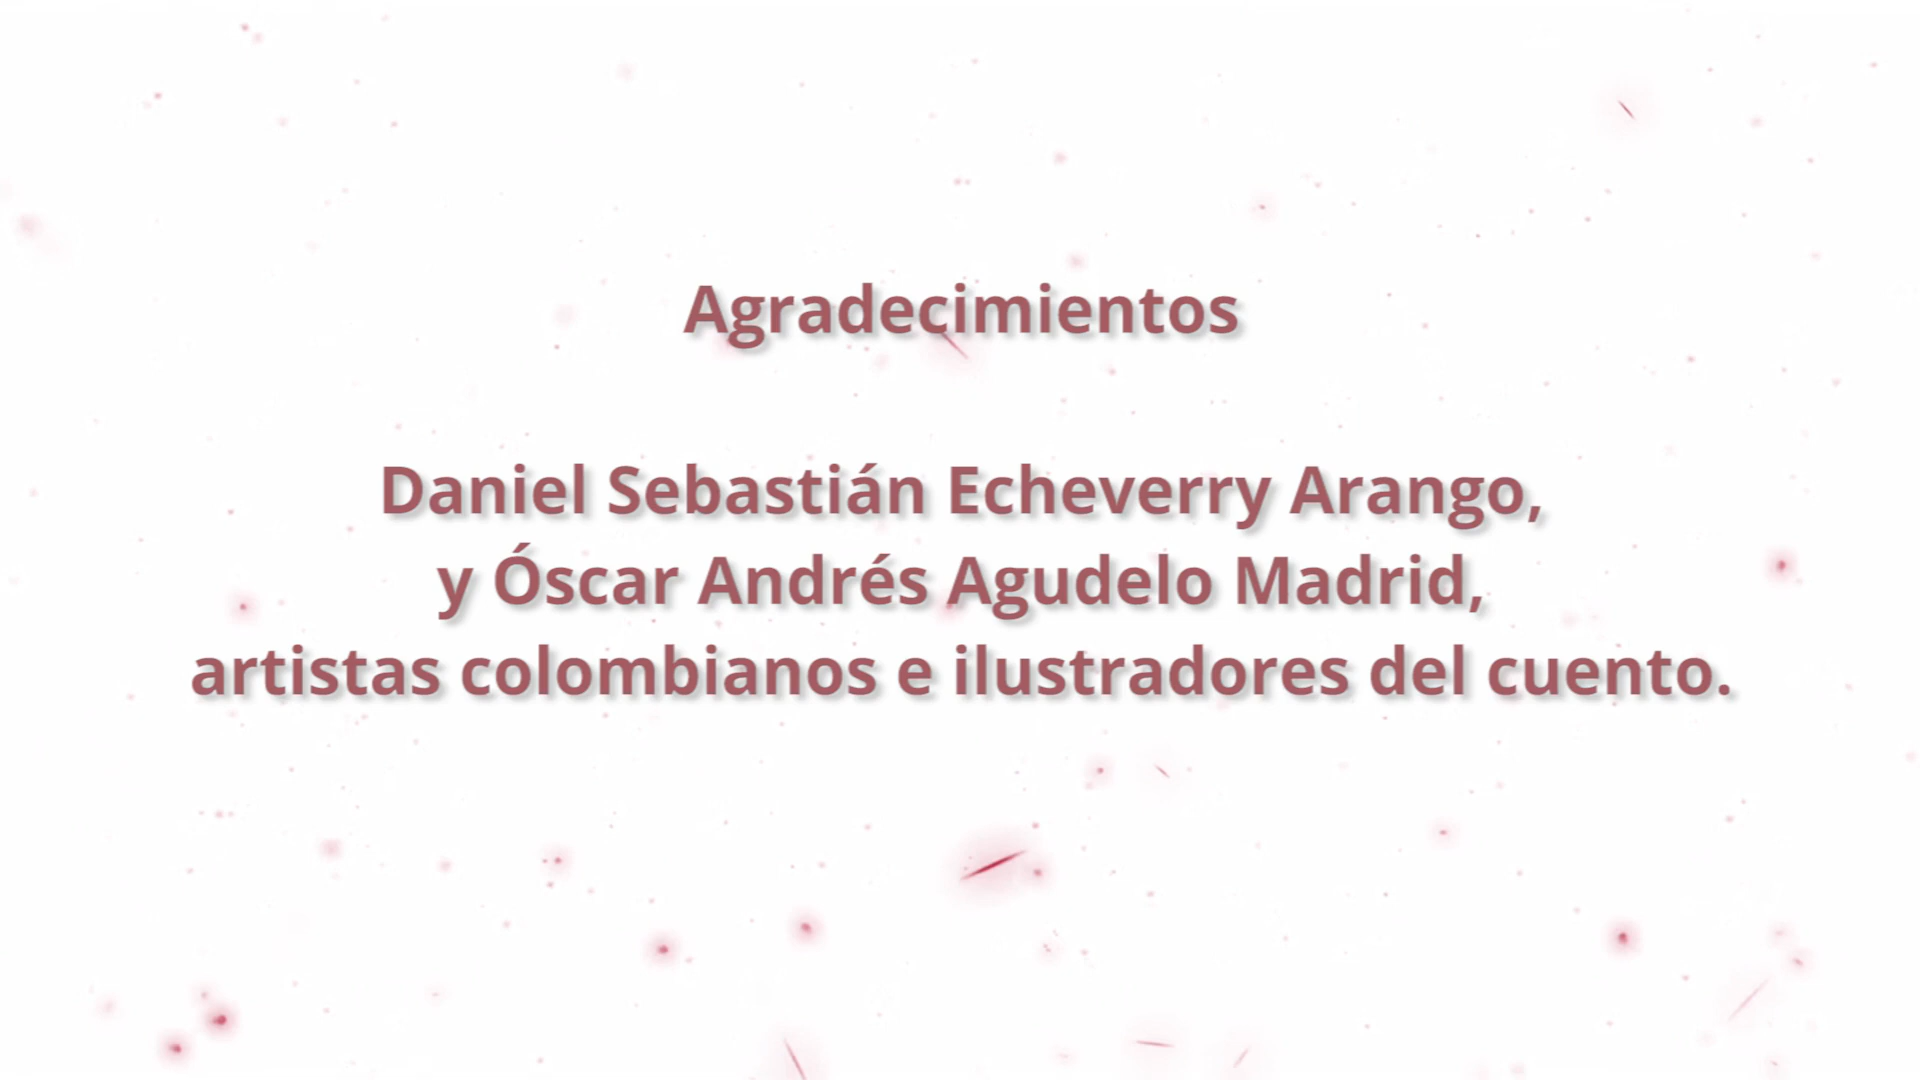 Agradecimientos
Daniel Sebastián Echeverry Arango,
y Óscar Andrés Agudelo Madrid,
artistas colombianos e ilustradores del cuento.